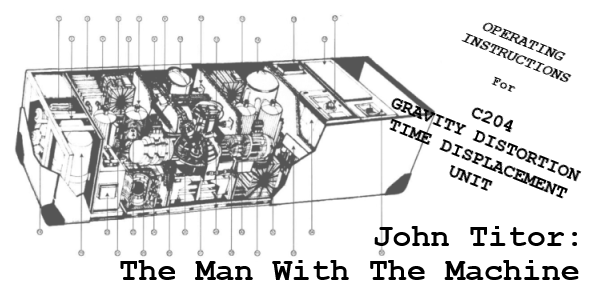 OPERATING
INSTRUCTIONS
For
C204
GRAVITY DISTORTION
TIME DISPLACEMENT
UNIT
John Titor:
The Man With The Machine